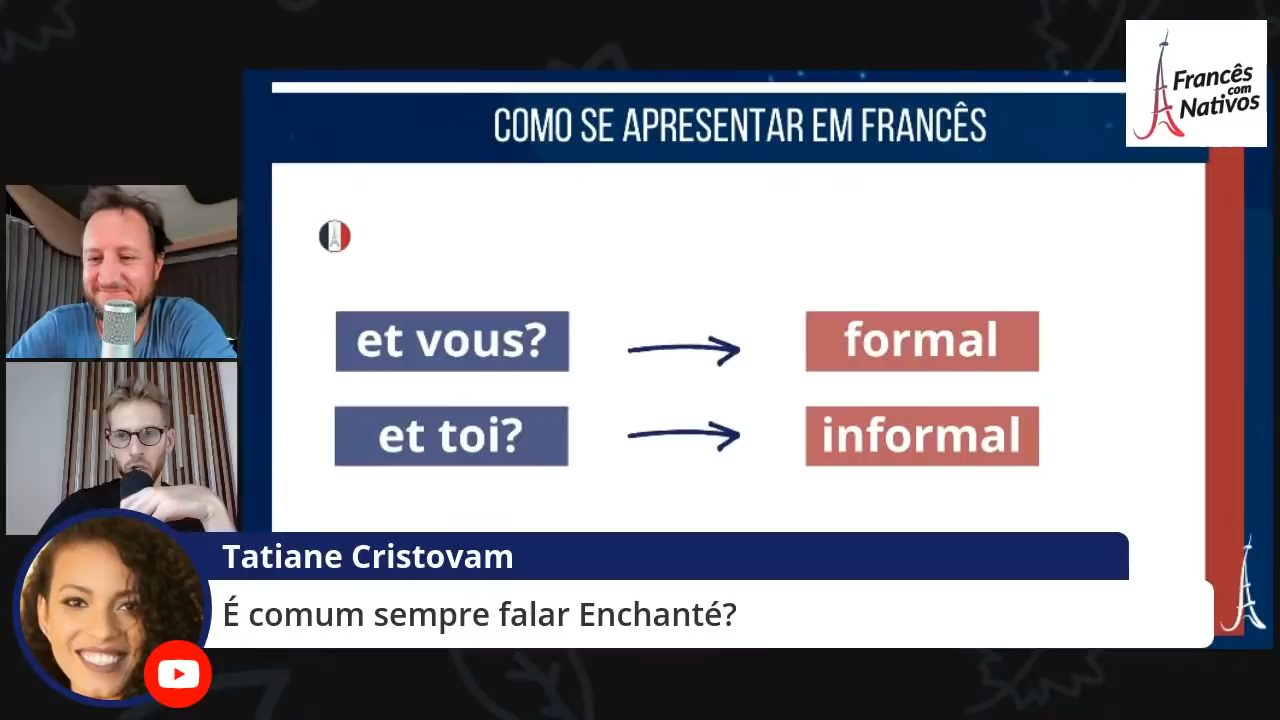 Francês
com
Nativos
COMO SE APRESENTAR EM FRANCÊS
et vous?
formal
et toi?
informal
Tatiane Cristovam
É comum sempre falar Enchanté?